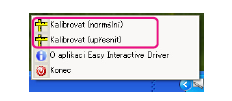 Kalibrovat (normální)
Kalibrovat (upřesnit)
O aplikaci Easy Interactive Driver
Konec